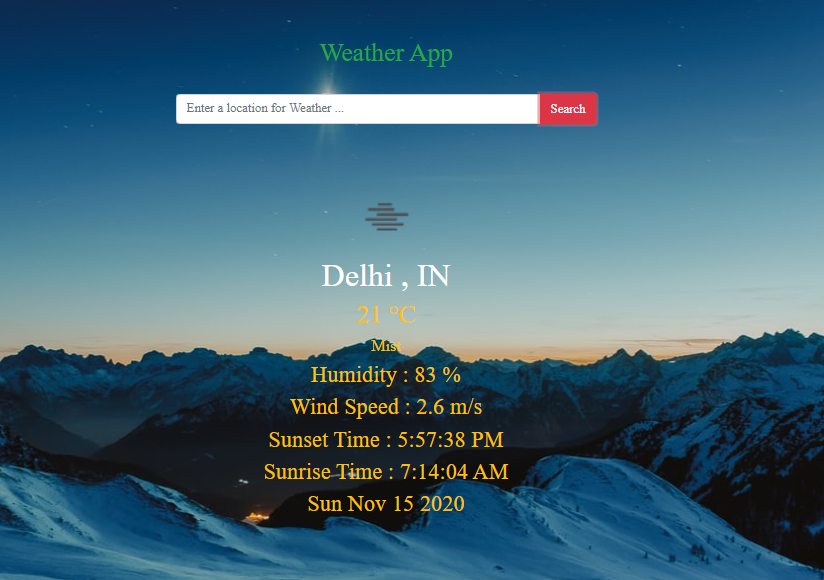 Weather App
Enter a location for Weather ... Search
Delhi , IN
21 °C
Mist
Humidity : 83 %
Wind Speed : 2.6 m/s
Sunset Time : 5:57:38 PM
Sunrise Time : 7:14:04 AM
Sun Nov 15 2020